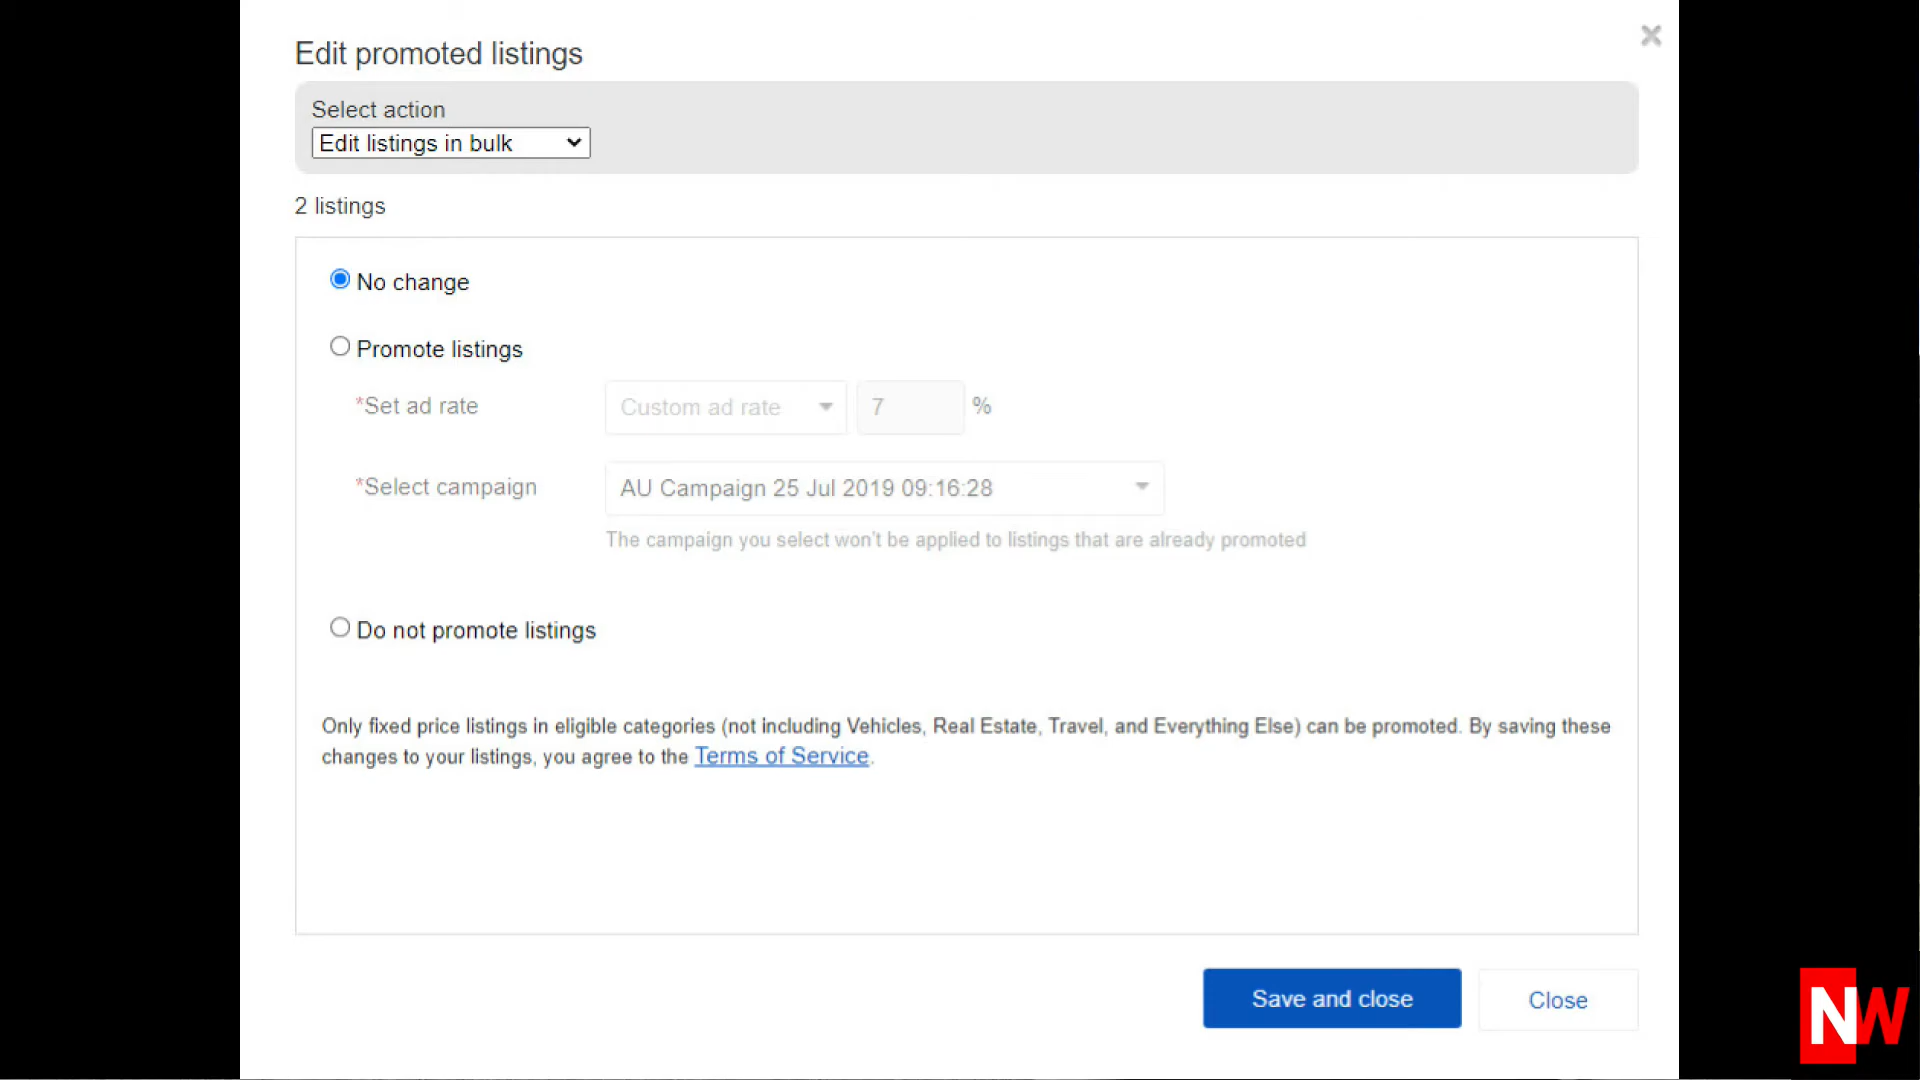 Edit promoted listings
Select action
Edit listings in bulk
2 listings
No change
Promote listings
*Set ad rate
Custom ad rate
7
%
*Select campaign
AU Campaign 25 Jul 2019 09:16:28
The campaign you select won't be applied to listings that are already promoted
Do not promote listings
Only fixed price listings in eligible categories (not including Vehicles, Real Estate, Travel, and Everything Else) can be promoted. By saving these
changes to your listings, you agree to the Terms of Service.
Save and close
Close
NW